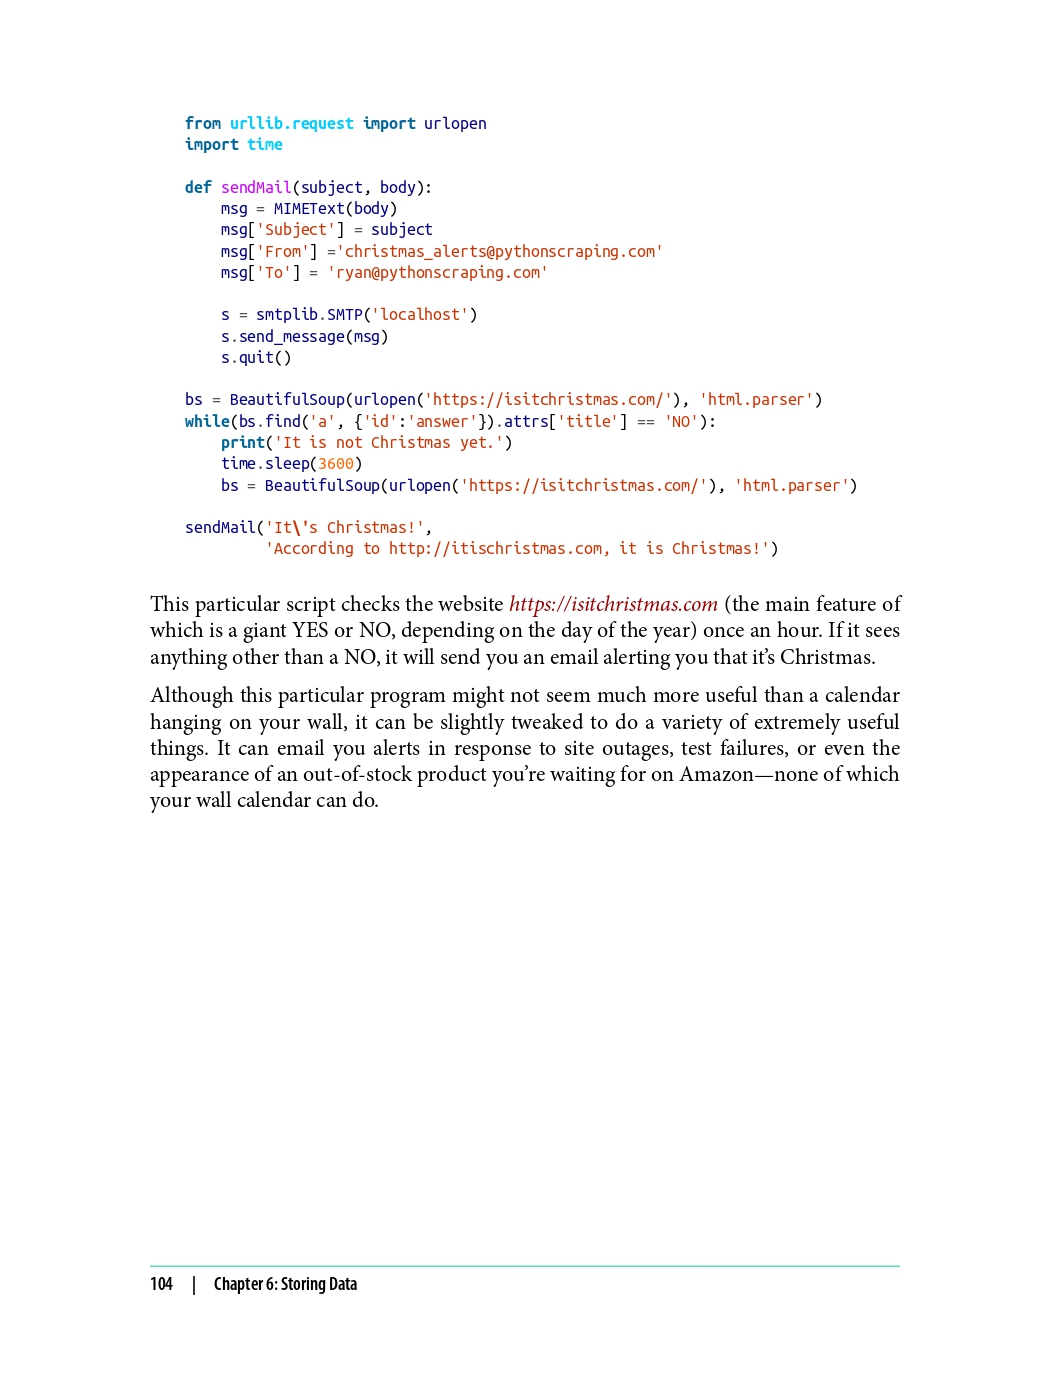 from urllib.request import urlopen
import time
def sendMail(subject, body):
    msg = MIMEText(body)
    msg['Subject'] = subject
    msg['From'] ='christmas_alerts@pythonscraping.com'
    msg['To'] = 'ryan@pythonscraping.com'
    s = smtplib.SMTP('localhost')
    s.send_message(msg)
    s.quit()
bs = BeautifulSoup(urlopen('https://isitchristmas.com/'), 'html.parser')
while(bs.find('a', {'id':'answer'}).attrs['title'] == 'NO'):
    print('It is not Christmas yet.')
    time.sleep(3600)
    bs = BeautifulSoup(urlopen('https://isitchristmas.com/'), 'html.parser')
sendMail('It\'s Christmas!',
         'According to http://itischristmas.com, it is Christmas!')
This particular script checks the website https://isitchristmas.com (the main feature of
which is a giant YES or NO, depending on the day of the year) once an hour. If it sees
anything other than a NO, it will send you an email alerting you that it’s Christmas.
Although this particular program might not seem much more useful than a calendar
hanging on your wall, it can be slightly tweaked to do a variety of extremely useful
things. It can email you alerts in response to site outages, test failures, or even the
appearance of an out-of-stock product you’re waiting for on Amazon—none of which
your wall calendar can do.
104 | Chapter 6: Storing Data